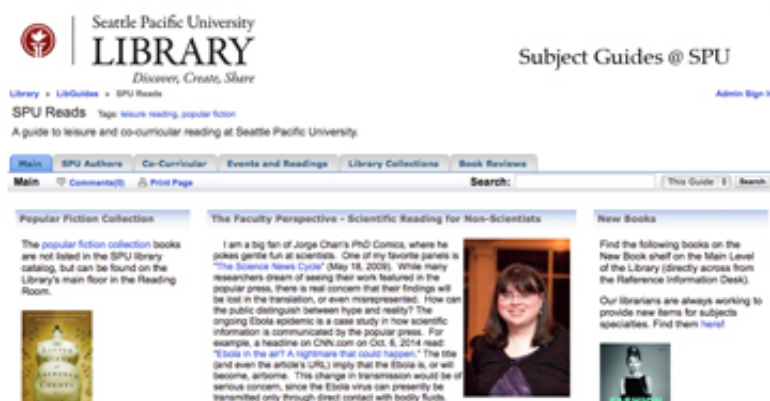 Seattle Pacific University
LIBRARY
Discover, Create, Share
Subject Guides @ SPU
Library » LibGuides » SPU Reads
Admin Sign I
SPU Reads Tags: leisure reading, popular fiction
A guide to leisure and co-curricular reading at Seattle Pacific University.
Main SPU Authors Co-Curricular Events and Readings Library Collections Book Reviews
Main Comments(0) Print Page Search: This Guide Search
Popular Fiction Collection
The popular fiction collection books
are not listed in the SPU library
catalog, but can be found on the
Library's main floor in the Reading
Room.
The Faculty Perspective - Scientific Reading for Non-Scientists
I am a big fan of Jorge Chan's PhD Comics, where he
pokes gentle fun at scientists. One of my favorite panels is
"The Science News Cycle" (May 18, 2009). While many
researchers dream of seeing their work featured in the
popular press, there is real concern that their findings will
be lost in the translation, or even misrepresented. How can
the public distinguish between hype and reality? The
ongoing Ebola epidemic is a case study in how scientific
information is communicated by the popular press. For
example, a headline on CNN.com on Oct. 6, 2014 read:
"Ebola in the air? A nightmare that could happen." The title
(and even the article's URL) imply that the Ebola is, or will
become, airborne. This change in transmission would be of
serious concern, since the Ebola virus can presently be
transmitted only through direct contact with bodily fluids.
New Books
Find the following books on the
New Book shelf on the Main Level
of the Library (directly across from
the Reference Information Desk).
Our librarians are always working to
provide new items for subjects
specialties. Find them here!